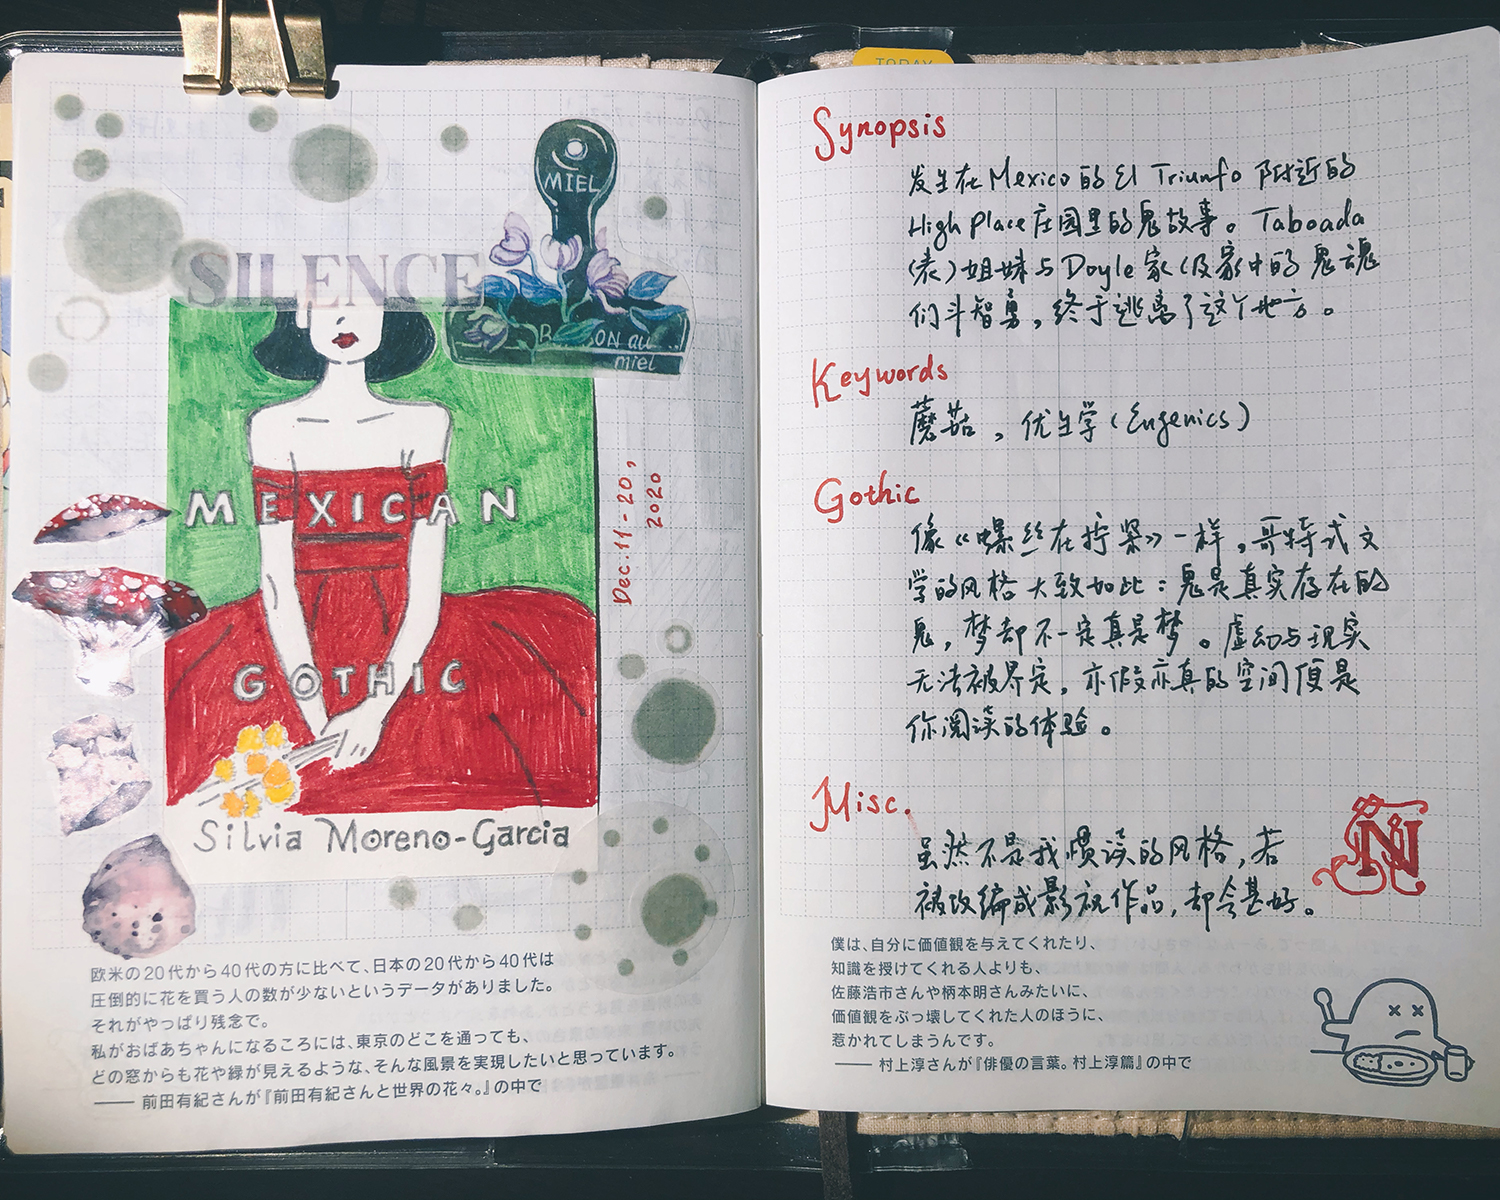 SILENCE
MIEL
BON au
miel
MEXICAN
GOTHIC
Silvia Moreno-Garcia
Dec. 11-20,
2020
欧米の20代から40代の方に比べて、日本の20代から40代は
圧倒的に花を買う人の数が少ないというデータがありました。
それがやっぱり残念で。
私がおばあちゃんになるころには、東京のどこを通っても、
どの窓からも花や緑が見えるような、そんな風景を実現したいと思っています。
—— 前田有紀さんが『前田有紀さんと世界の花々。』の中で
TODAY
Synopsis
发生在Mexico的El Triunfo附近的
High Place庄园里的鬼故事。Taboada
(表)姐妹与Doyle家(及家中的鬼魂
们斗智勇,终于逃离了这个地方。
Keywords
蘑菇,优生学(Eugenics)
Gothic
像《螺丝在拧紧》一样,哥特式文
学的风格大致如此:鬼是真实存在的
鬼,梦却不一定真是梦。虚幻与现实
无法被界定,亦假亦真的空间便是
你阅读的体验。
Misc.
虽然不是我惯读的风格,若
被改编成影视作品,却会甚好。
僕は、自分に価値観を与えてくれたり、
知識を授けてくれる人よりも、
佐藤浩市さんや柄本明さんみたいに、
価値観をぶっ壊してくれた人のほうに、
惹かれてしまうんです。
—— 村上淳さんが『俳優の言葉。村上淳篇』の中で